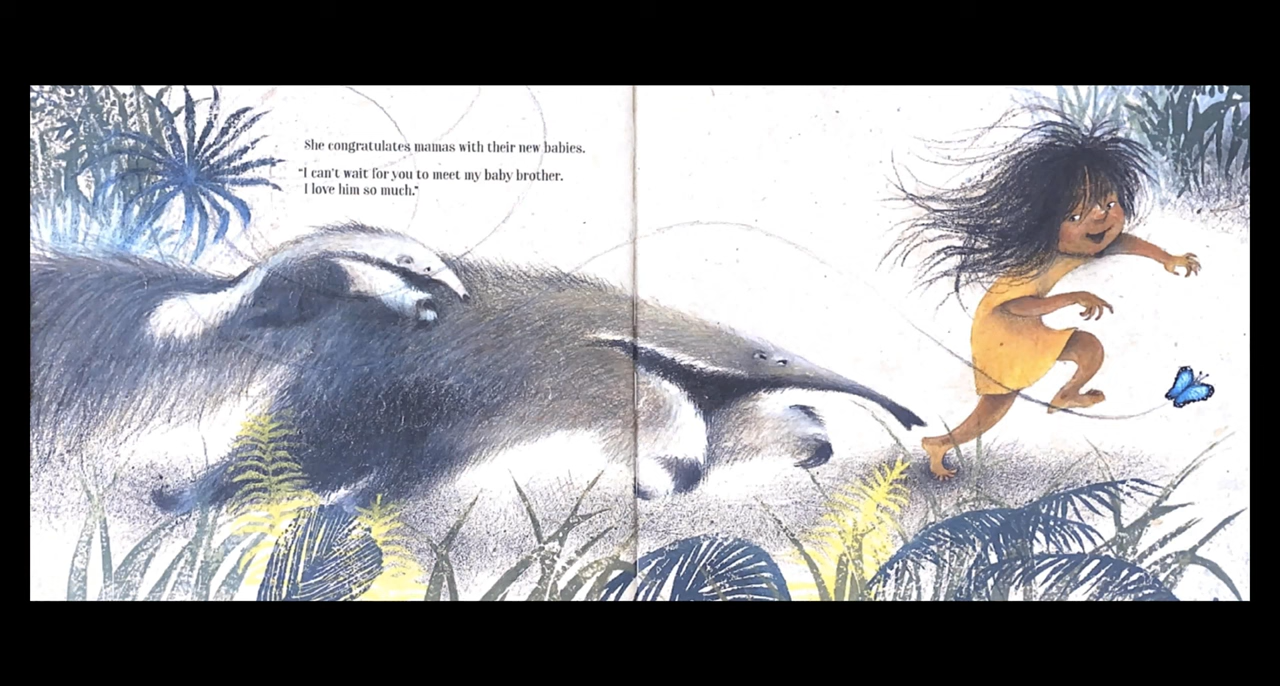 She congratulates mamas with their new babies.
“I can’t wait for you to meet my baby brother.
I love him so much.”